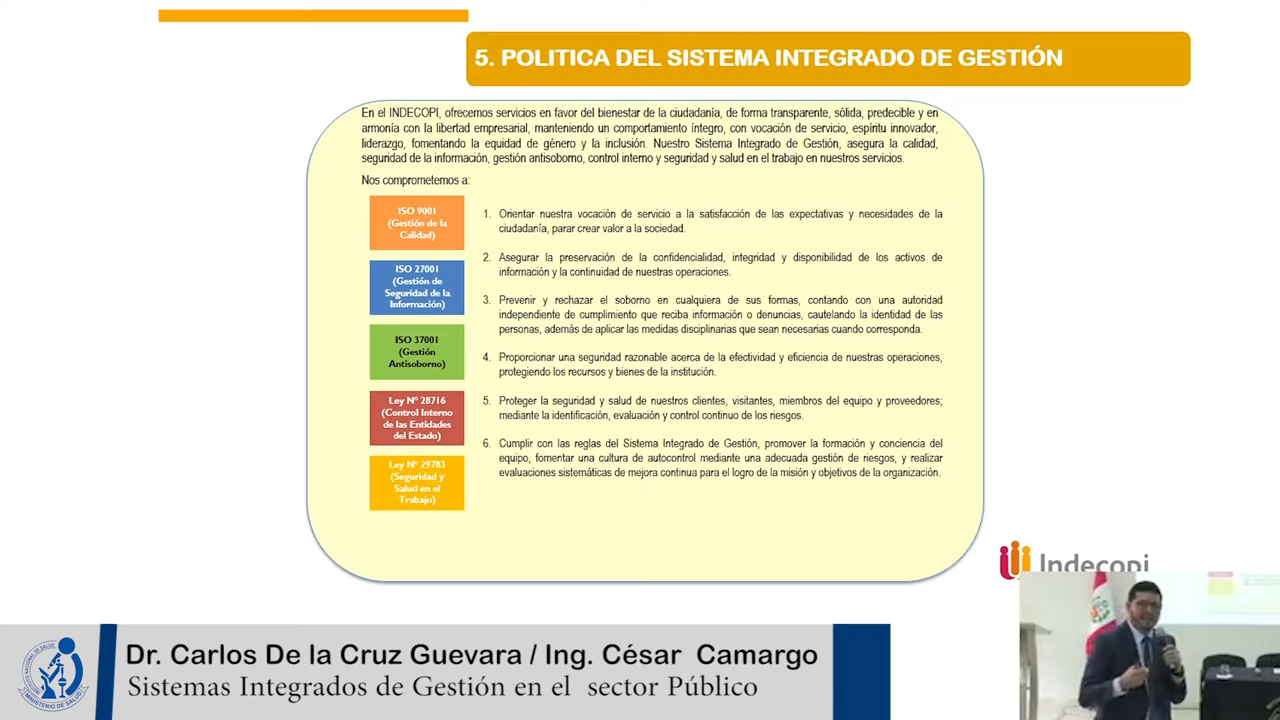 5. POLITICA DEL SISTEMA INTEGRADO DE GESTIÓN
En el INDECOPI, ofrecemos servicios en favor del bienestar de la ciudadanía, de forma transparente, sólida, predecible y en
armonía con la libertad empresarial, manteniendo un comportamiento íntegro, con vocación de servicio, espíritu innovador,
liderazgo, fomentando la equidad de género y la inclusión. Nuestro Sistema Integrado de Gestión, asegura la calidad,
seguridad de la información, gestión antisoborno, control interno y seguridad y salud en el trabajo en nuestros servicios.
Nos comprometemos a:
ISO 9001
(Gestión de la
Calidad)
ISO 27001
(Gestión de
Seguridad de la
Información)
ISO 37001
(Gestión
Antisoborno)
Ley Nº 28716
(Control Interno
de las Entidades
del Estado)
Ley Nº 29783
(Seguridad y
Salud en el
Trabajo)
1. Orientar nuestra vocación de servicio a la satisfacción de las expectativas y necesidades de la
ciudadanía, parar crear valor a la sociedad.
2. Asegurar la preservación de la confidencialidad, integridad y disponibilidad de los activos de
información y la continuidad de nuestras operaciones.
3. Prevenir y rechazar el soborno en cualquiera de sus formas, contando con una autoridad
independiente de cumplimiento que reciba información o denuncias, cautelando la identidad de las
personas, además de aplicar las medidas disciplinarias que sean necesarias cuando corresponda.
4. Proporcionar una seguridad razonable acerca de la efectividad y eficiencia de nuestras operaciones,
protegiendo los recursos y bienes de la institución.
5. Proteger la seguridad y salud de nuestros clientes, visitantes, miembros del equipo y proveedores;
mediante la identificación, evaluación y control continuo de los riesgos.
6. Cumplir con las reglas del Sistema Integrado de Gestión, promover la formación y conciencia del
equipo, fomentar una cultura de autocontrol mediante una adecuada gestión de riesgos, y realizar
evaluaciones sistemáticas de mejora continua para el logro de la misión y objetivos de la organización.
Indecopi
Dr. Carlos De la Cruz Guevara / Ing. César Camargo
Sistemas Integrados de Gestión en el sector Público
MINISTERIO DE SALUD